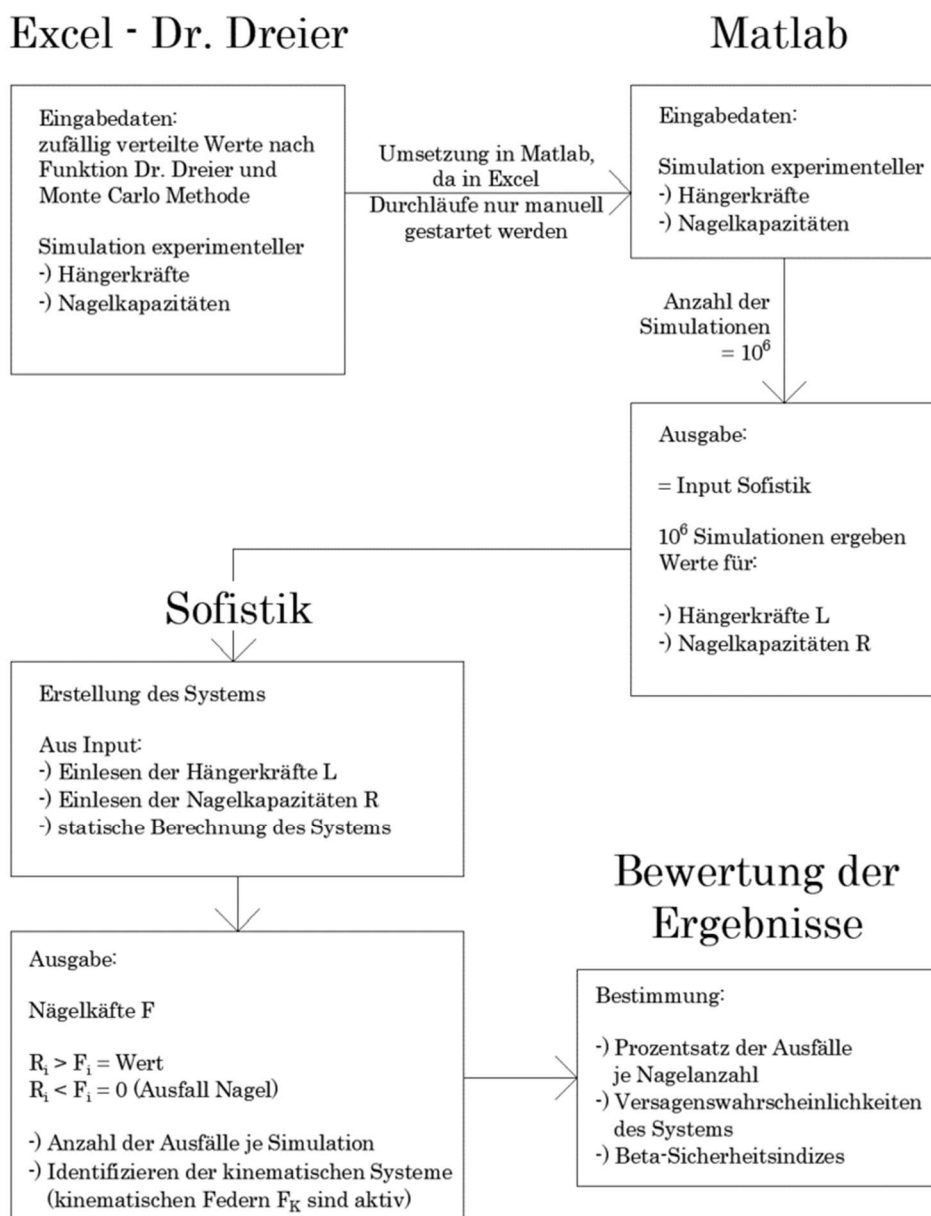 Excel - Dr. Dreier
Eingabedaten:
zufällig verteilte Werte nach
Funktion Dr. Dreier und
Monte Carlo Methode
Simulation experimenteller
-) Hängerkräfte
-) Nagelkapazitäten
Umsetzung in Matlab,
da in Excel
Durchläufe nur manuell
gestartet werden
Matlab
Eingabedaten:
Simulation experimenteller
-) Hängerkräfte
-) Nagelkapazitäten
Anzahl der
Simulationen
= 10⁶
Ausgabe:
= Input Sofistik
10⁶ Simulationen ergeben
Werte für:
-) Hängerkräfte L
-) Nagelkapazitäten R
Sofistik
Erstellung des Systems
Aus Input:
-) Einlesen der Hängerkräfte L
-) Einlesen der Nagelkapazitäten R
-) statische Berechnung des Systems
Ausgabe:
Nägelkäfte F
Rᵢ > Fᵢ = Wert
Rᵢ < Fᵢ = 0 (Ausfall Nagel)
-) Anzahl der Ausfälle je Simulation
-) Identifizieren der kinematischen Systeme
(kinematischen Federn F_K sind aktiv)
Bewertung der
Ergebnisse
Bestimmung:
-) Prozentsatz der Ausfälle
je Nagelanzahl
-) Versagenswahrscheinlichkeiten
des Systems
-) Beta-Sicherheitsindizes